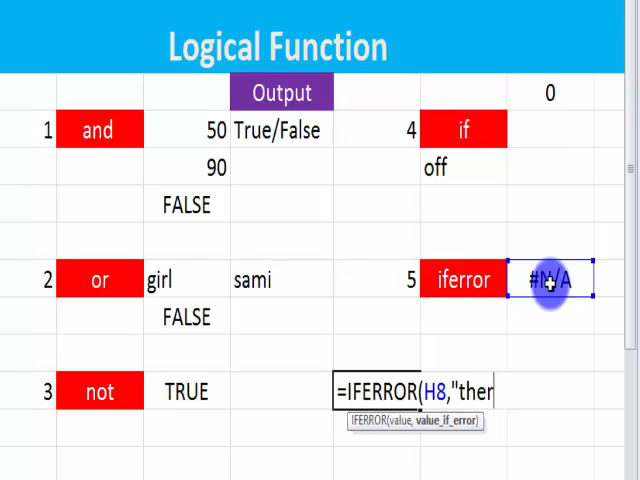 Logical Function
Output 0
1 and 50 True/False 4 if
90 off
FALSE
2 or girl sami 5 iferror #N/A
FALSE
3 not TRUE =IFERROR(H8,"ther
IFERROR(value, value_if_error)